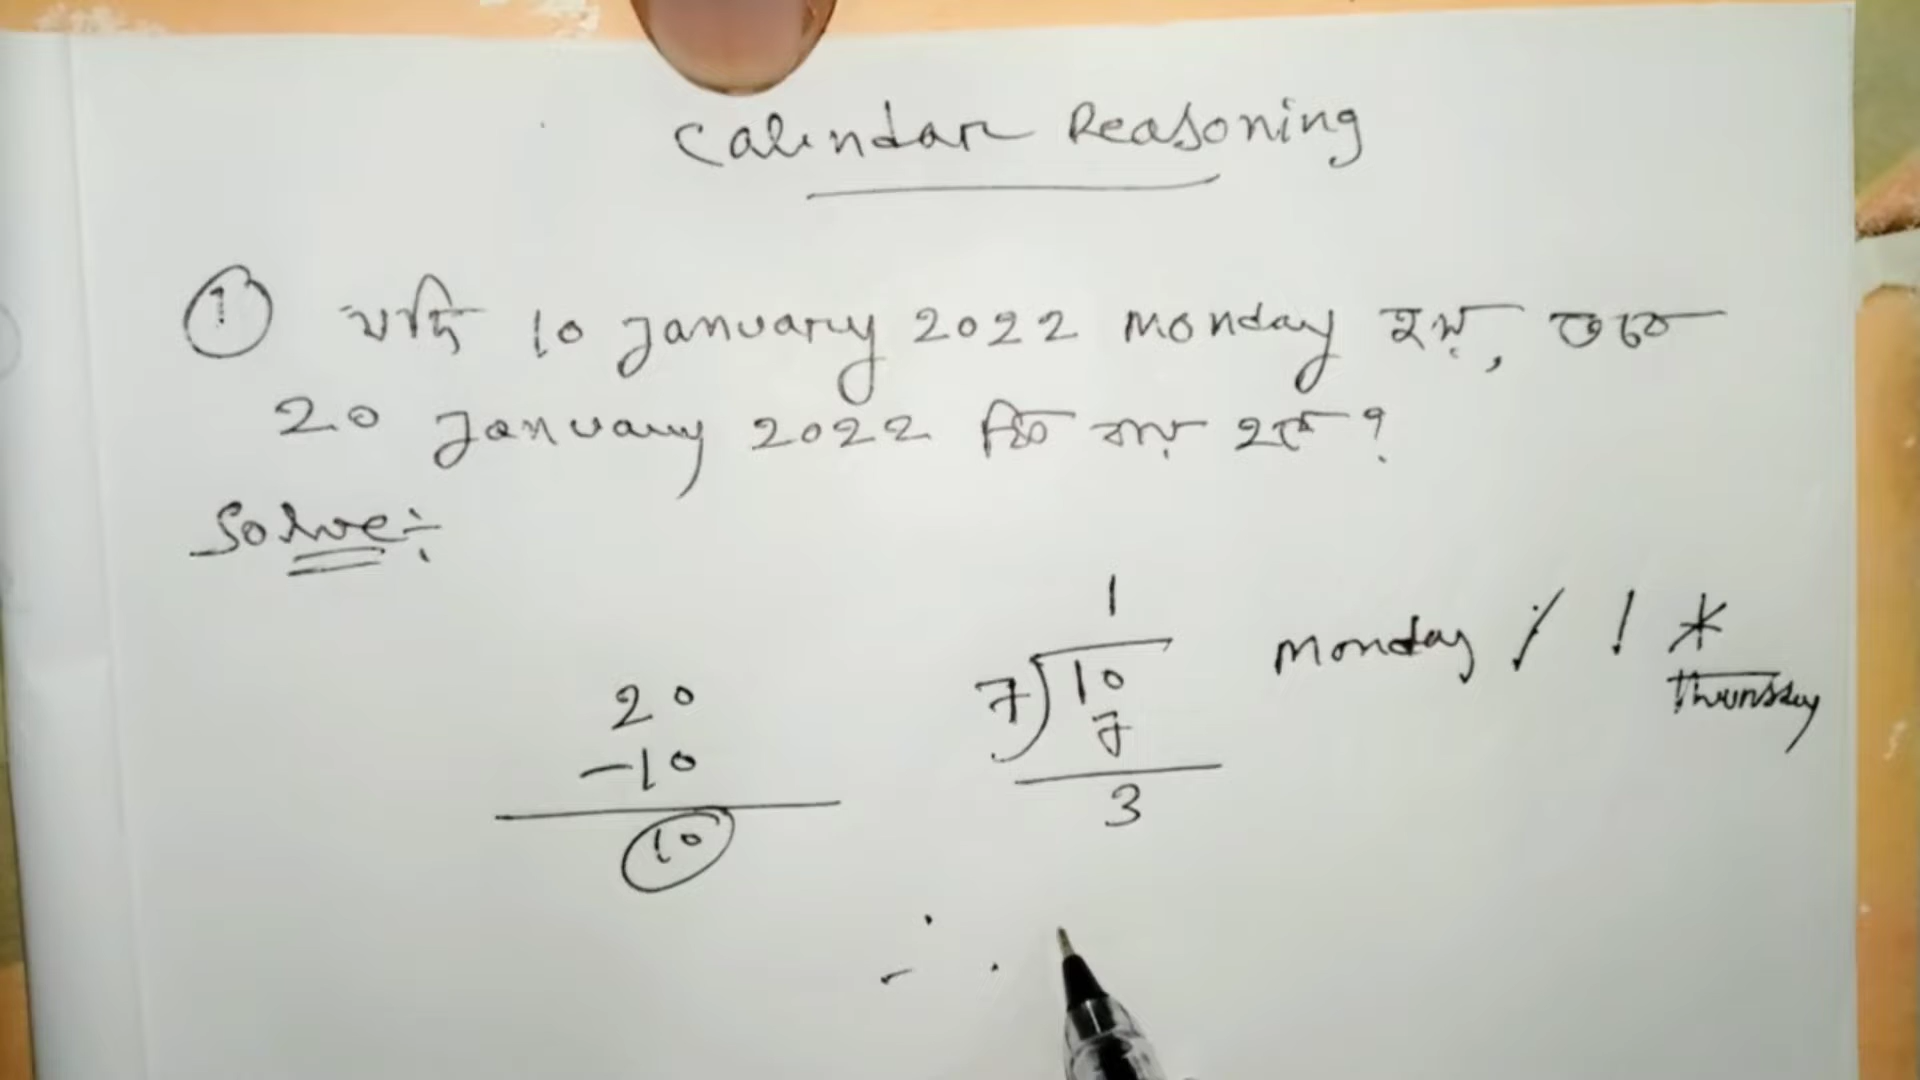 Calendar Reasoning
① যদি 10 January 2022 monday হয়, তবে
20 January 2022 কি বার হবে?
Solve:
20
-10
10
1
7)10
7
3
monday / / *
Thursday
∴